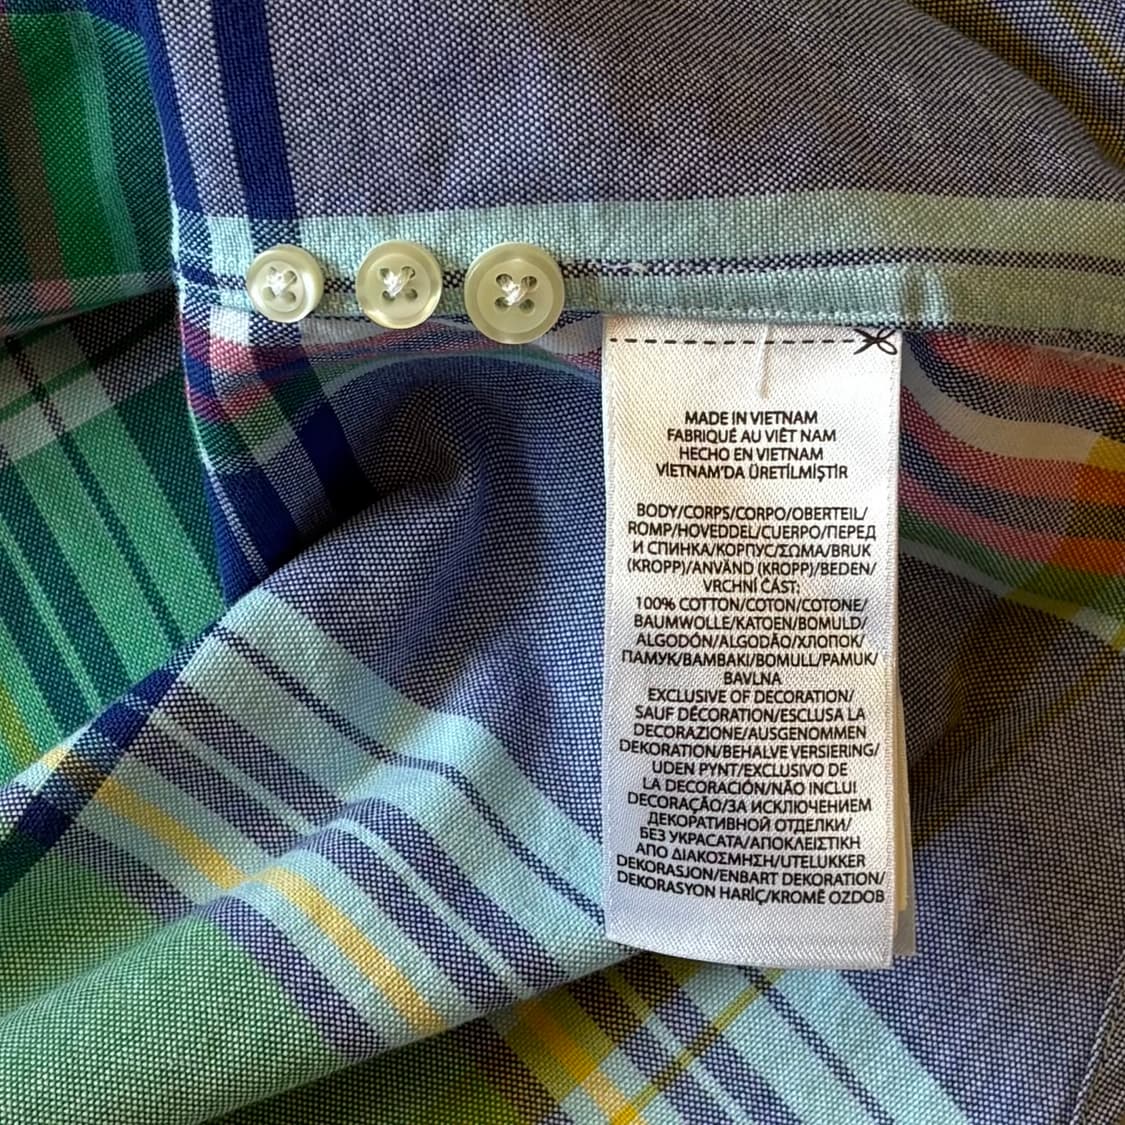 MADE IN VIETNAM
FABRIQUÉ AU VIÊT NAM
HECHO EN VIETNAM
VİETNAM'DA ÜRETİLMİŞTİR
BODY/CORPS/CORPO/OBERTEIL/
ROMP/HOVEDDEL/CUERPO/ПЕРЕД
И СПИНКА/КОРПУС/ΣΩΜΑ/BRUK
(KROPP)/ANVÄND (KROPP)/BEDEN/
VRCHNÍ ČÁST:
100% COTTON/COTON/COTONE/
BAUMWOLLE/KATOEN/BOMULD/
ALGODÓN/ALGODÃO/ХЛОПОК/
ПАМУК/ΒΑΜΒΑΚΙ/BOMULL/PAMUK/
BAVLNA
EXCLUSIVE OF DECORATION/
SAUF DÉCORATION/ESCLUSA LA
DECORAZIONE/AUSGENOMMEN
DEKORATION/BEHALVE VERSIERING/
UDEN PYNT/EXCLUSIVO DE
LA DECORACIÓN/NÃO INCLUI
DECORAÇÃO/ЗА ИСКЛЮЧЕНИЕМ
ДЕКОРАТИВНОЙ ОТДЕЛКИ/
БЕЗ УКРАСАТА/ΑΠΟΚΛΕΙΣΤΙΚΗ
ΑΠΟ ΔΙΑΚΟΣΜΗΣΗ/UTELUKKER
DEKORASJON/ENBART DEKORATION/
DEKORASYON HARİÇ/KROMĚ OZDOB